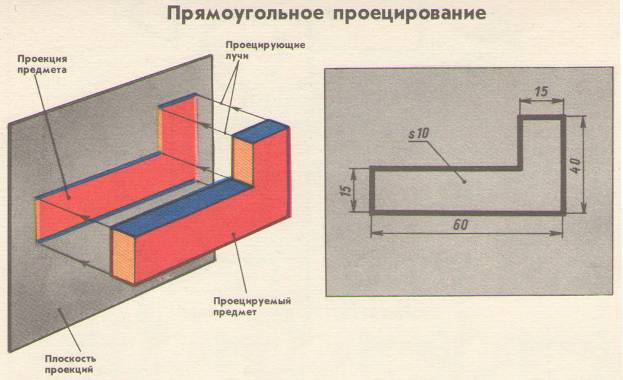 Прямоугольное проецирование
Проекция
предмета
Проецирующие
лучи
Проецируемый
предмет
Плоскость
проекций
15
s10
40
15
60